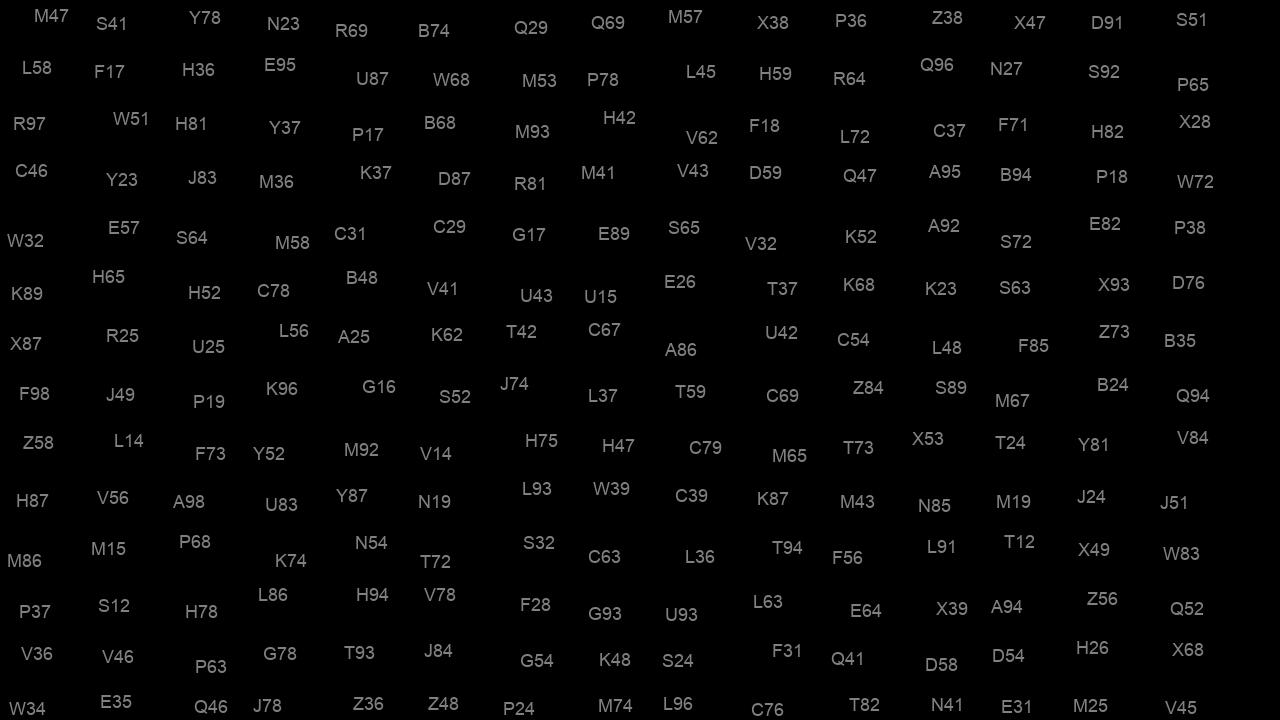 M47 S41 Y78 N23 R69 B74 Q29 Q69 M57 X38 P36 Z38 X47 D91 S51
L58 F17 H36 E95 U87 W68 M53 P78 L45 H59 R64 Q96 N27 S92 P65
R97 W51 H81 Y37 P17 B68 M93 H42 V62 F18 L72 C37 F71 H82 X28
C46 Y23 J83 M36 K37 D87 R81 M41 V43 D59 Q47 A95 B94 P18 W72
W32 E57 S64 M58 C31 C29 G17 E89 S65 V32 K52 A92 S72 E82 P38
K89 H65 H52 C78 B48 V41 U43 U15 E26 T37 K68 K23 S63 X93 D76
X87 R25 U25 L56 A25 K62 T42 C67 A86 U42 C54 L48 F85 Z73 B35
F98 J49 P19 K96 G16 S52 J74 L37 T59 C69 Z84 S89 M67 B24 Q94
Z58 L14 F73 Y52 M92 V14 H75 H47 C79 M65 T73 X53 T24 Y81 V84
H87 V56 A98 U83 Y87 N19 L93 W39 C39 K87 M43 N85 M19 J24 J51
M86 M15 P68 K74 N54 T72 S32 C63 L36 T94 F56 L91 T12 X49 W83
P37 S12 H78 L86 H94 V78 F28 G93 U93 L63 E64 X39 A94 Z56 Q52
V36 V46 P63 G78 T93 J84 G54 K48 S24 F31 Q41 D58 D54 H26 X68
W34 E35 Q46 J78 Z36 Z48 P24 M74 L96 C76 T82 N41 E31 M25 V45